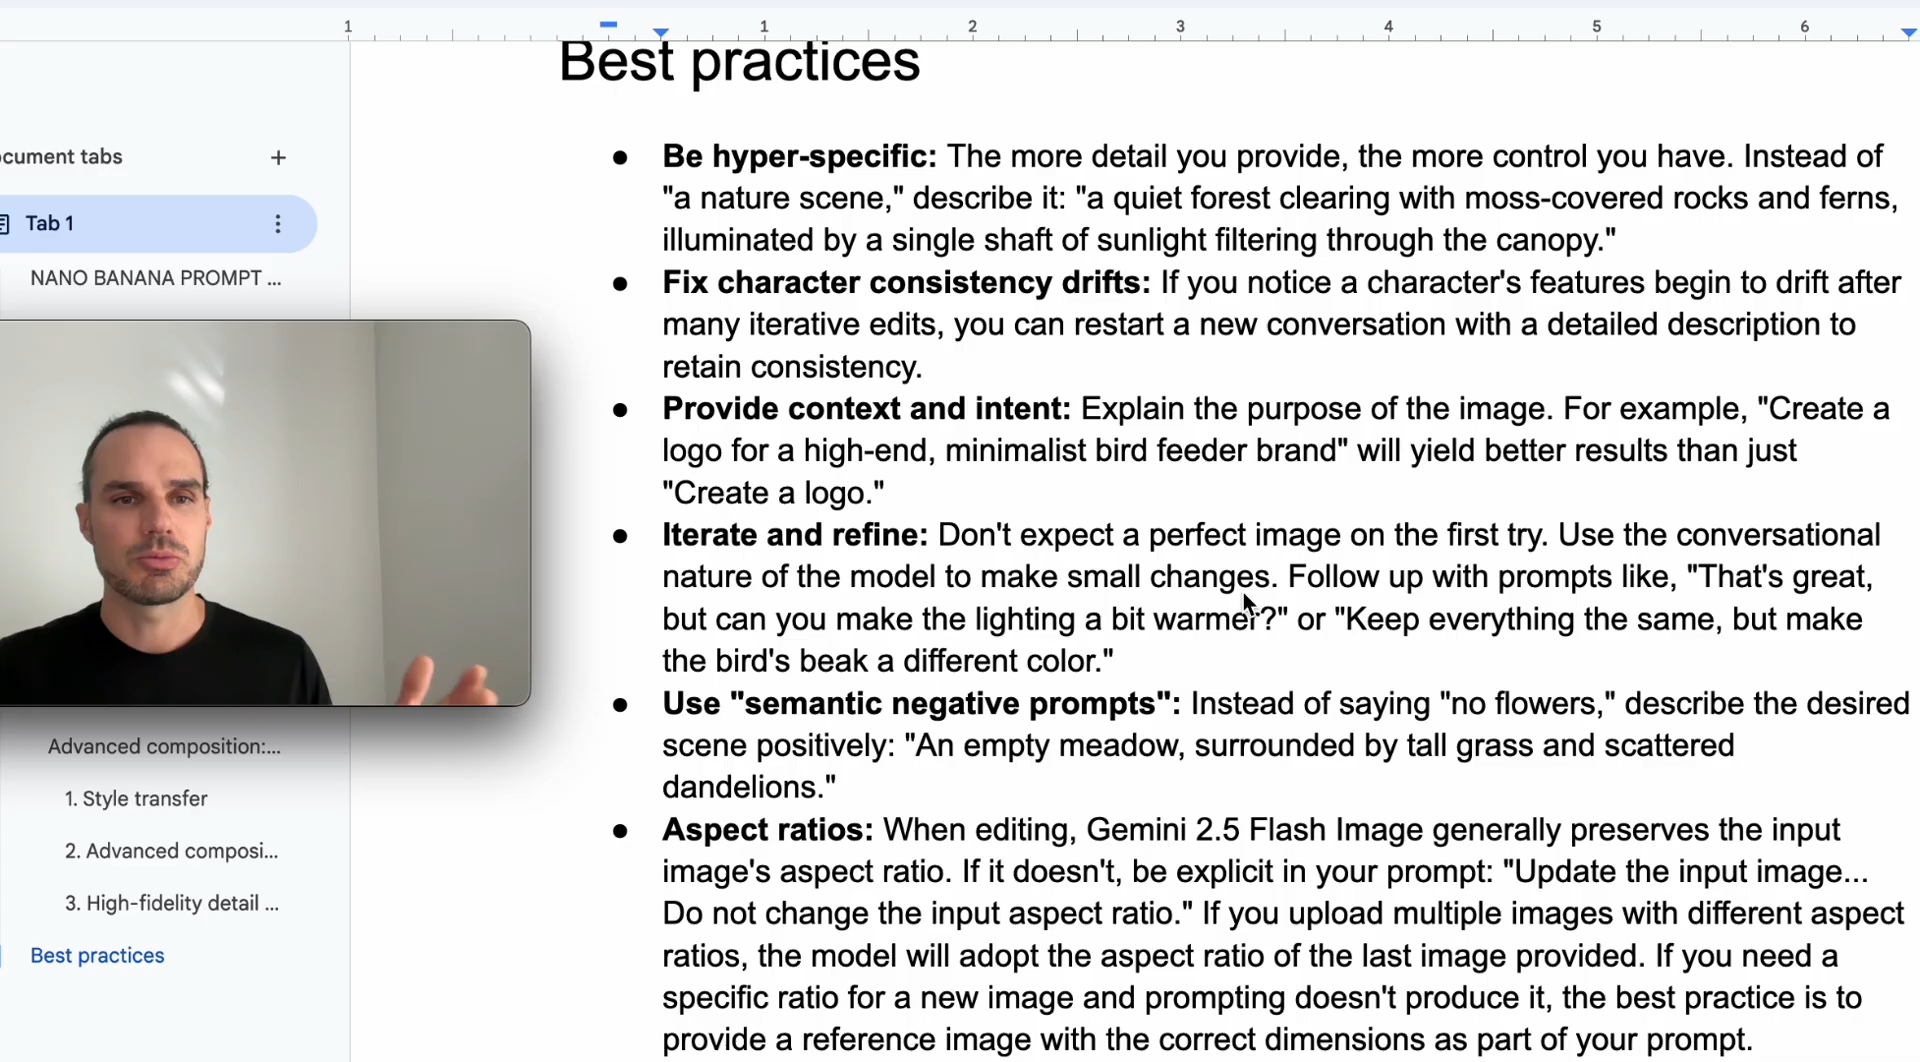 1 1 2 3 4 5 6
Best practices
ocument tabs
Tab 1
NANO BANANA PROMPT ...
Advanced composition:...
1. Style transfer
2. Advanced composi...
3. High-fidelity detail ...
Best practices
● Be hyper-specific: The more detail you provide, the more control you have. Instead of
"a nature scene," describe it: "a quiet forest clearing with moss-covered rocks and ferns,
illuminated by a single shaft of sunlight filtering through the canopy."
● Fix character consistency drifts: If you notice a character's features begin to drift after
many iterative edits, you can restart a new conversation with a detailed description to
retain consistency.
● Provide context and intent: Explain the purpose of the image. For example, "Create a
logo for a high-end, minimalist bird feeder brand" will yield better results than just
"Create a logo."
● Iterate and refine: Don't expect a perfect image on the first try. Use the conversational
nature of the model to make small changes. Follow up with prompts like, "That's great,
but can you make the lighting a bit warmer?" or "Keep everything the same, but make
the bird's beak a different color."
● Use "semantic negative prompts": Instead of saying "no flowers," describe the desired
scene positively: "An empty meadow, surrounded by tall grass and scattered
dandelions."
● Aspect ratios: When editing, Gemini 2.5 Flash Image generally preserves the input
image's aspect ratio. If it doesn't, be explicit in your prompt: "Update the input image...
Do not change the input aspect ratio." If you upload multiple images with different aspect
ratios, the model will adopt the aspect ratio of the last image provided. If you need a
specific ratio for a new image and prompting doesn't produce it, the best practice is to
provide a reference image with the correct dimensions as part of your prompt.